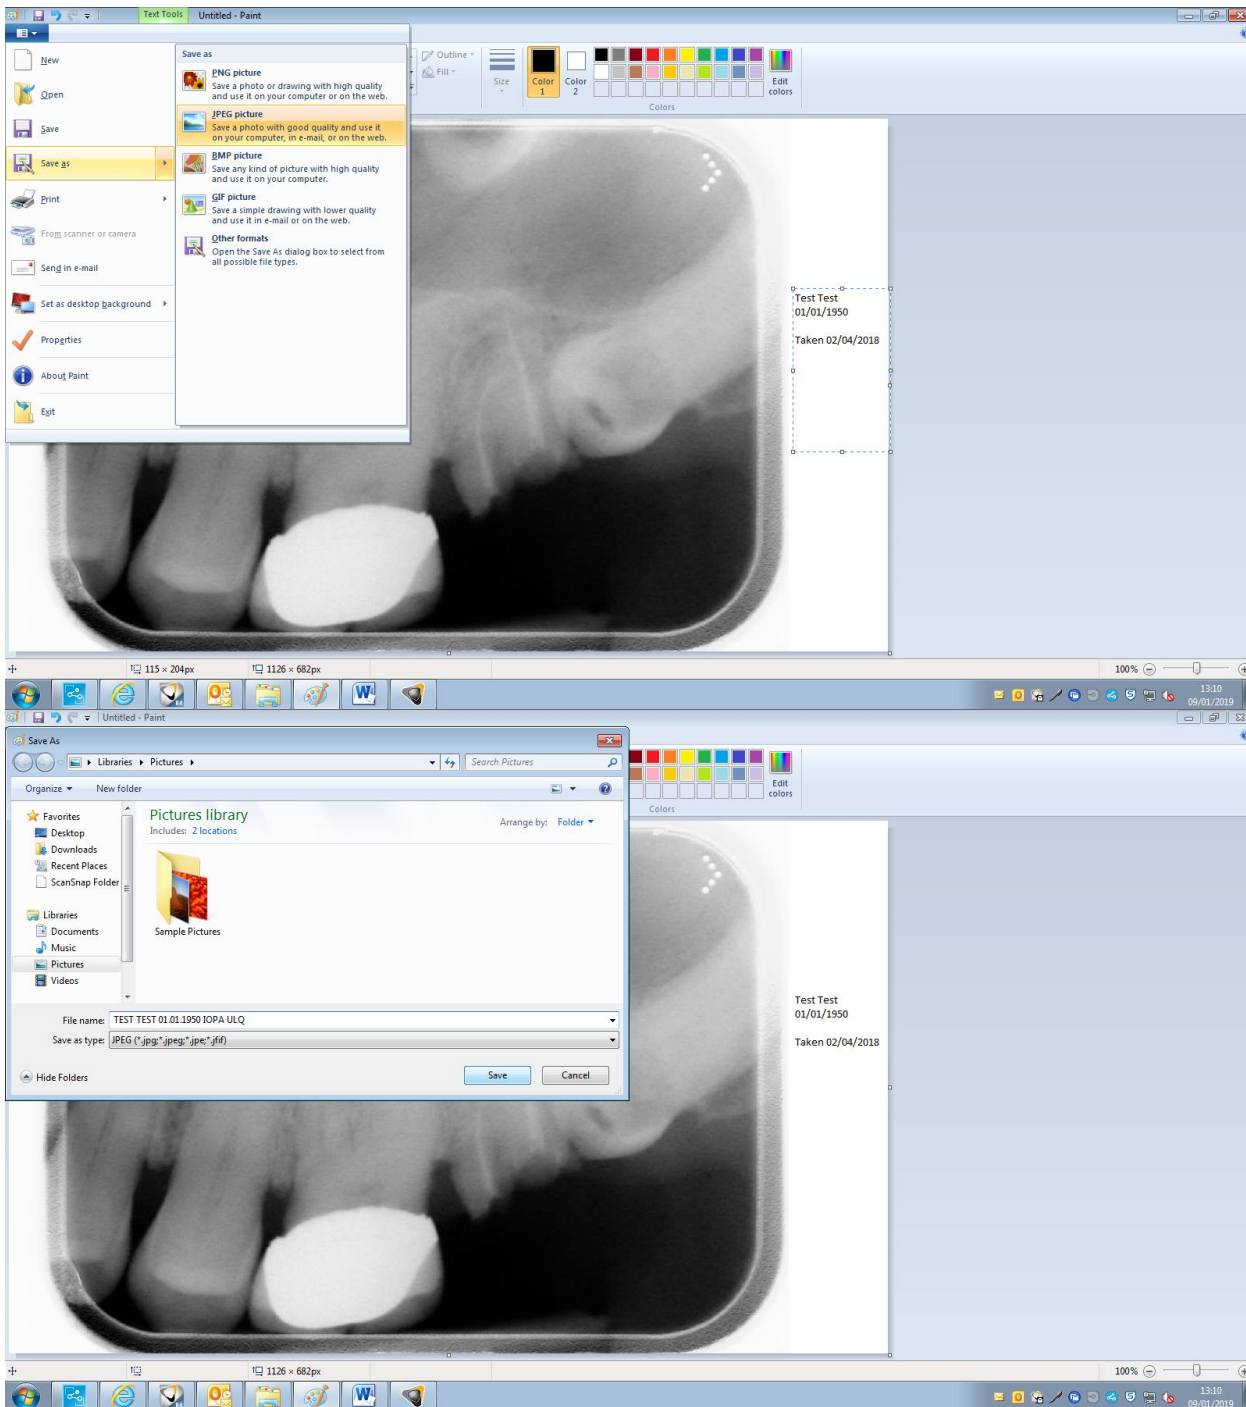 Text Tools Untitled - Paint
New
Open
Save
Save as
Print
From scanner or camera
Send in e-mail
Set as desktop background
Properties
About Paint
Exit
Save as
PNG picture
Save a photo or drawing with high quality
and use it on your computer or on the web.
JPEG picture
Save a photo with good quality and use it
on your computer, in e-mail, or on the web.
BMP picture
Save any kind of picture with high quality
and use it on your computer.
GIF picture
Save a simple drawing with lower quality
and use it in e-mail or on the web.
Other formats
Open the Save As dialog box to select from
all possible file types.
Outline
Fill
Size
Color
1
Color
2
Edit
colors
Colors
Test Test
01/01/1950
Taken 02/04/2018
115 × 204px 1126 × 682px 100%
13:10
09/01/2019
Untitled - Paint
Save As
Libraries Pictures Search Pictures
Organize New folder
Favorites
Desktop
Downloads
Recent Places
ScanSnap Folder
Libraries
Documents
Music
Pictures
Videos
Pictures library
Includes: 2 locations
Arrange by: Folder
Sample Pictures
File name: TEST TEST 01.01.1950 IOPA ULQ
Save as type: JPEG (*.jpg;*.jpeg;*.jpe;*.jfif)
Hide Folders Save Cancel
Edit
colors
Colors
Test Test
01/01/1950
Taken 02/04/2018
1126 × 682px 100%
13:10
09/01/2019